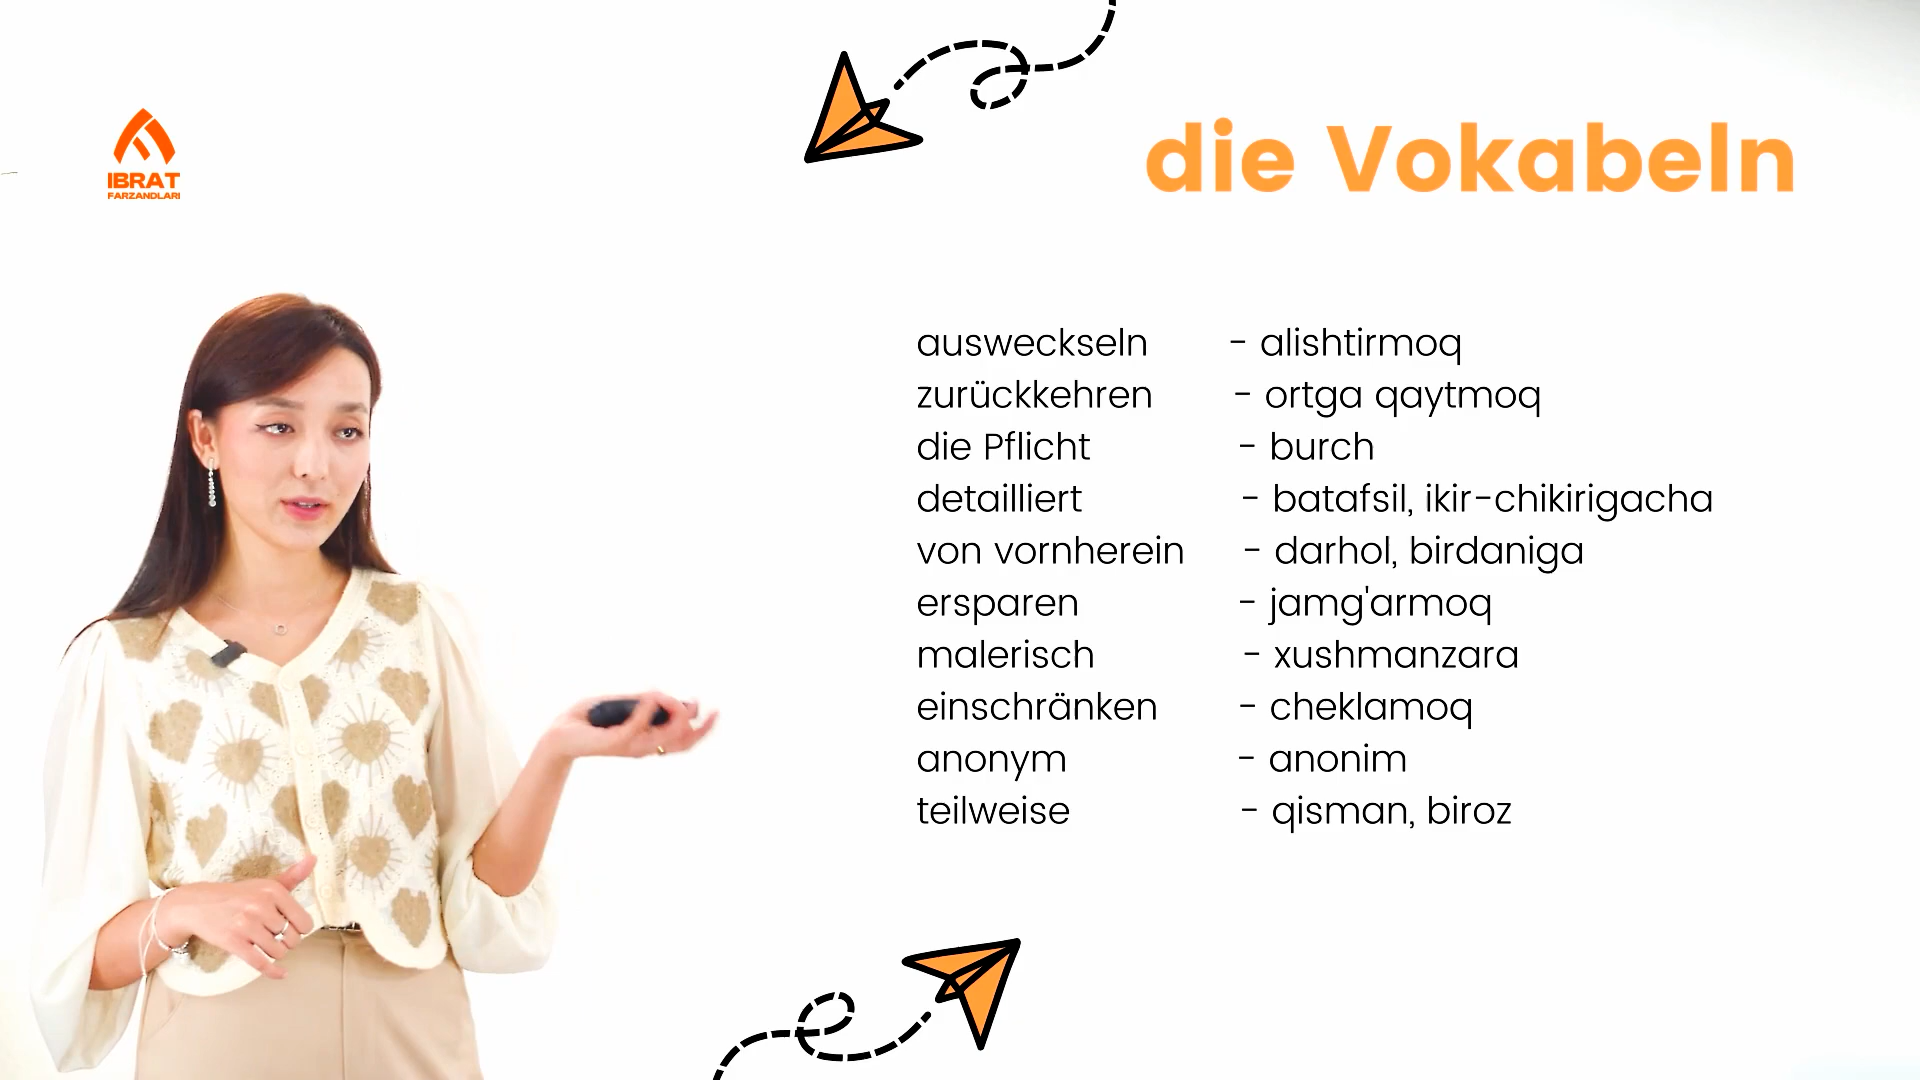 IBRAT
FARZANDLARI
die Vokabeln
ausweckseln - alishtirmoq
zurückkehren - ortga qaytmoq
die Pflicht - burch
detailliert - batafsil, ikir-chikirigacha
von vornherein - darhol, birdaniga
ersparen - jamg'armoq
malerisch - xushmanzara
einschränken - cheklamoq
anonym - anonim
teilweise - qisman, biroz